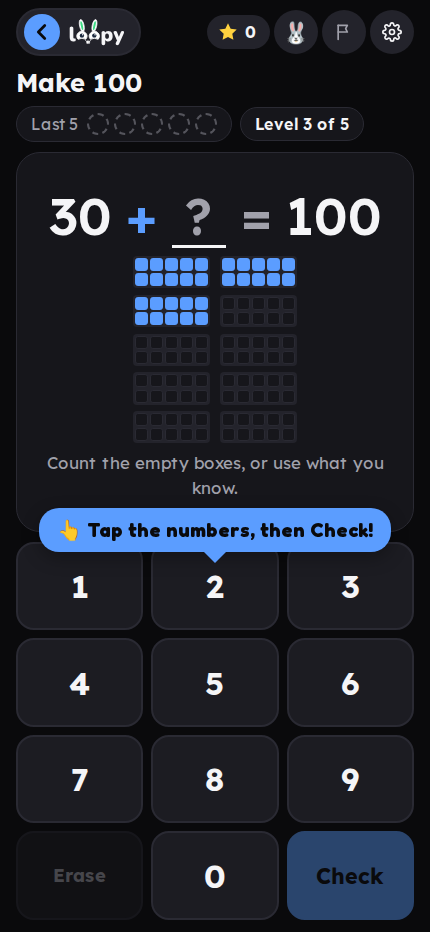 loopy
0
Make 100
Last 5
Level 3 of 5
30 + ? = 100
Count the empty boxes, or use what you
know.
👆 Tap the numbers, then Check!
1 2 3
4 5 6
7 8 9
Erase 0 Check